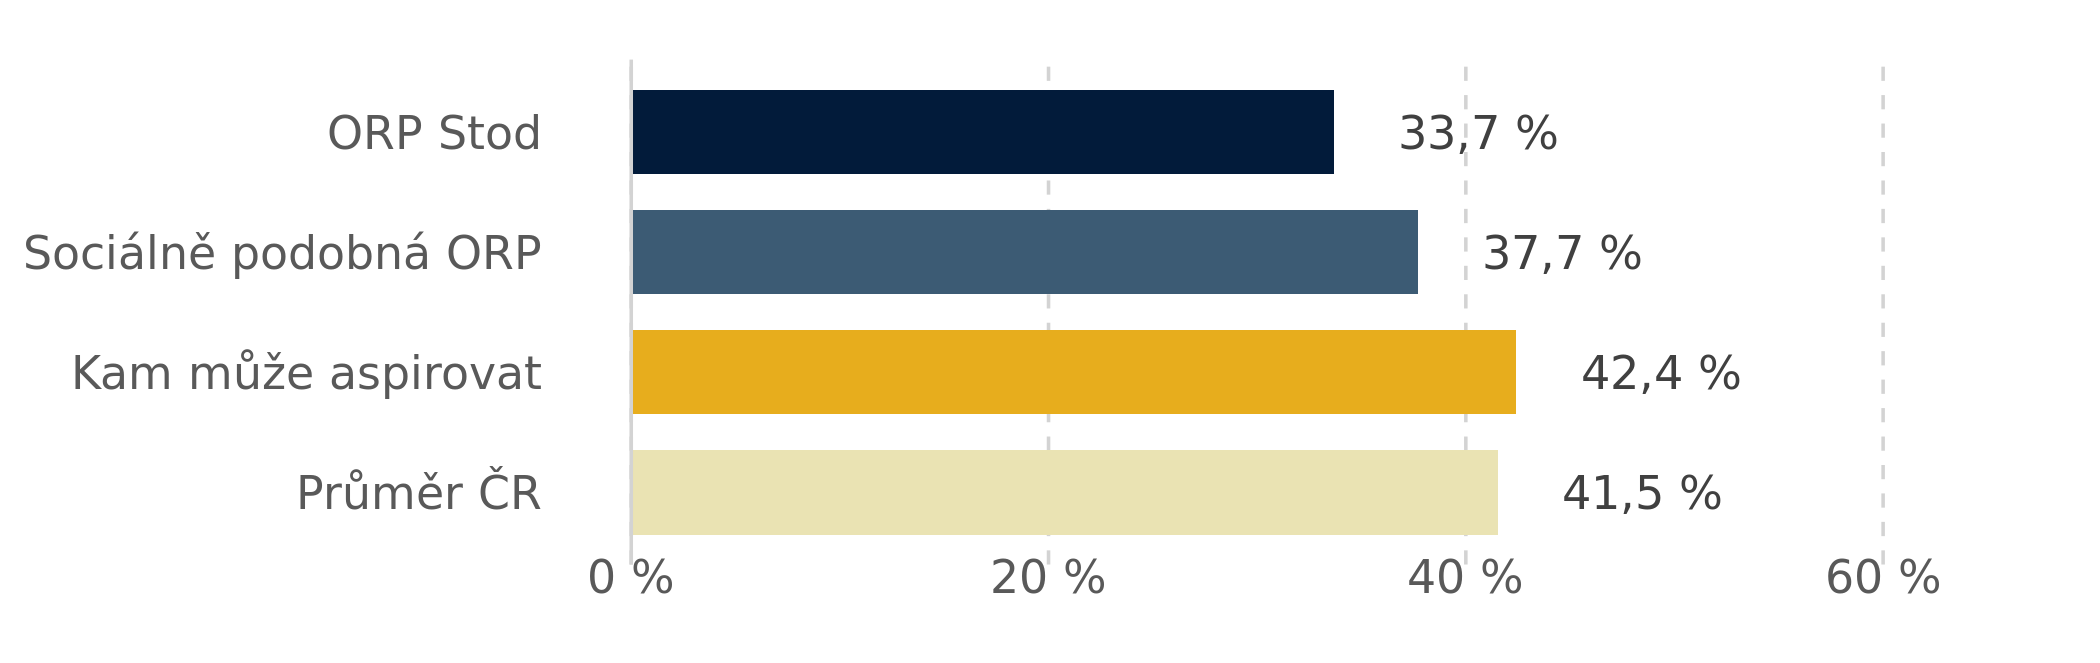 ORP Stod 33,7 %
Sociálně podobná ORP 37,7 %
Kam může aspirovat 42,4 %
Průměr ČR 41,5 %
0 % 20 % 40 % 60 %